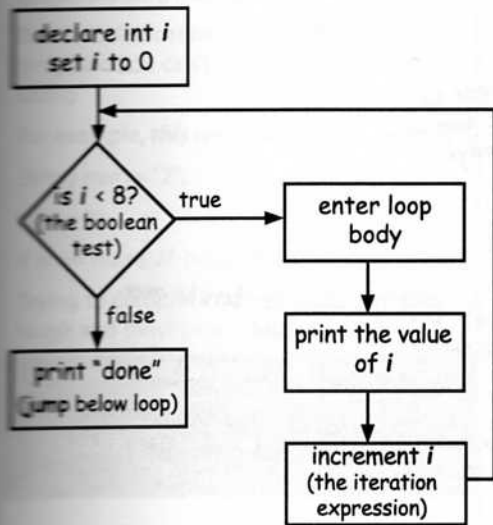 declare int i
set i to 0
is i < 8?
(the boolean
test)
true
enter loop
body
false
print the value
of i
print "done"
(jump below loop)
increment i
(the iteration
expression)